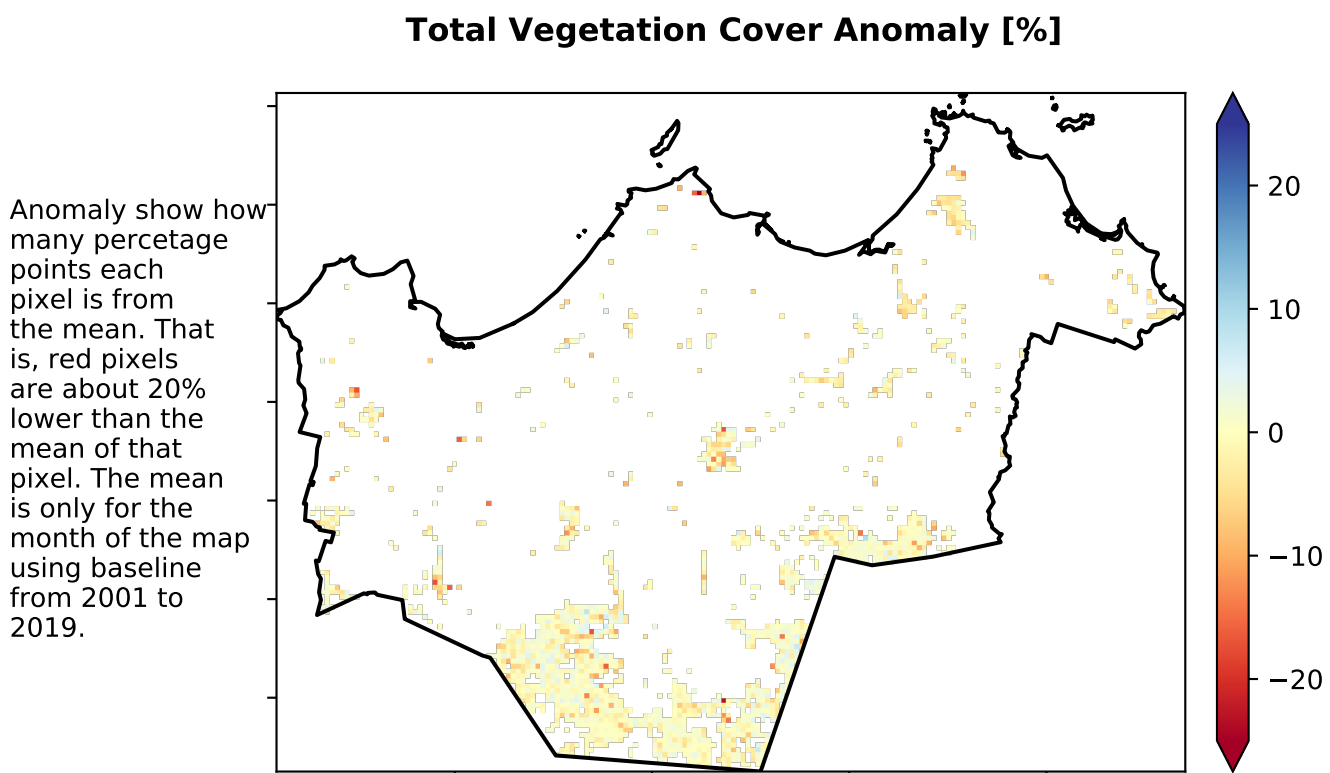 Total Vegetation Cover Anomaly [%]
Anomaly show how
many percetage
points each
pixel is from
the mean. That
is, red pixels
are about 20%
lower than the
mean of that
pixel. The mean
is only for the
month of the map
using baseline
from 2001 to
2019.
20
10
0
−10
−20